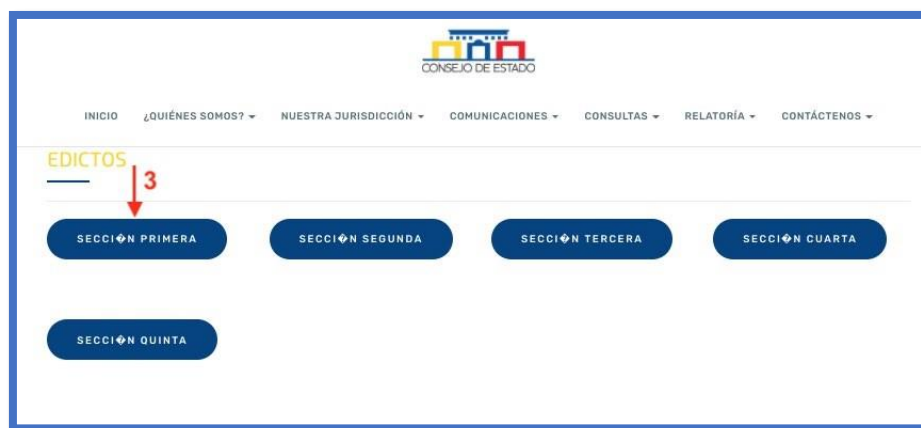 CONSEJO DE ESTADO
INICIO ¿QUIÉNES SOMOS? NUESTRA JURISDICCIÓN COMUNICACIONES CONSULTAS RELATORÍA CONTÁCTENOS
EDICTOS
3
SECCI�N PRIMERA SECCI�N SEGUNDA SECCI�N TERCERA SECCI�N CUARTA
SECCI�N QUINTA